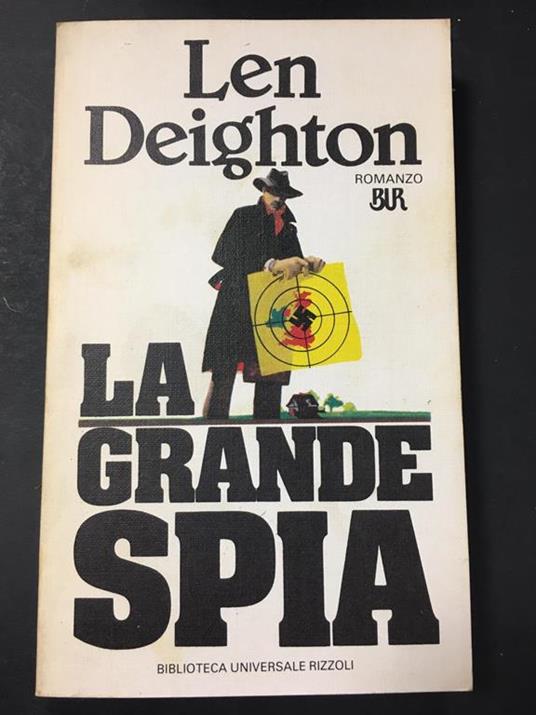 Len
Deighton
ROMANZO
BUR
LA
GRANDE
SPIA
BIBLIOTECA UNIVERSALE RIZZOLI